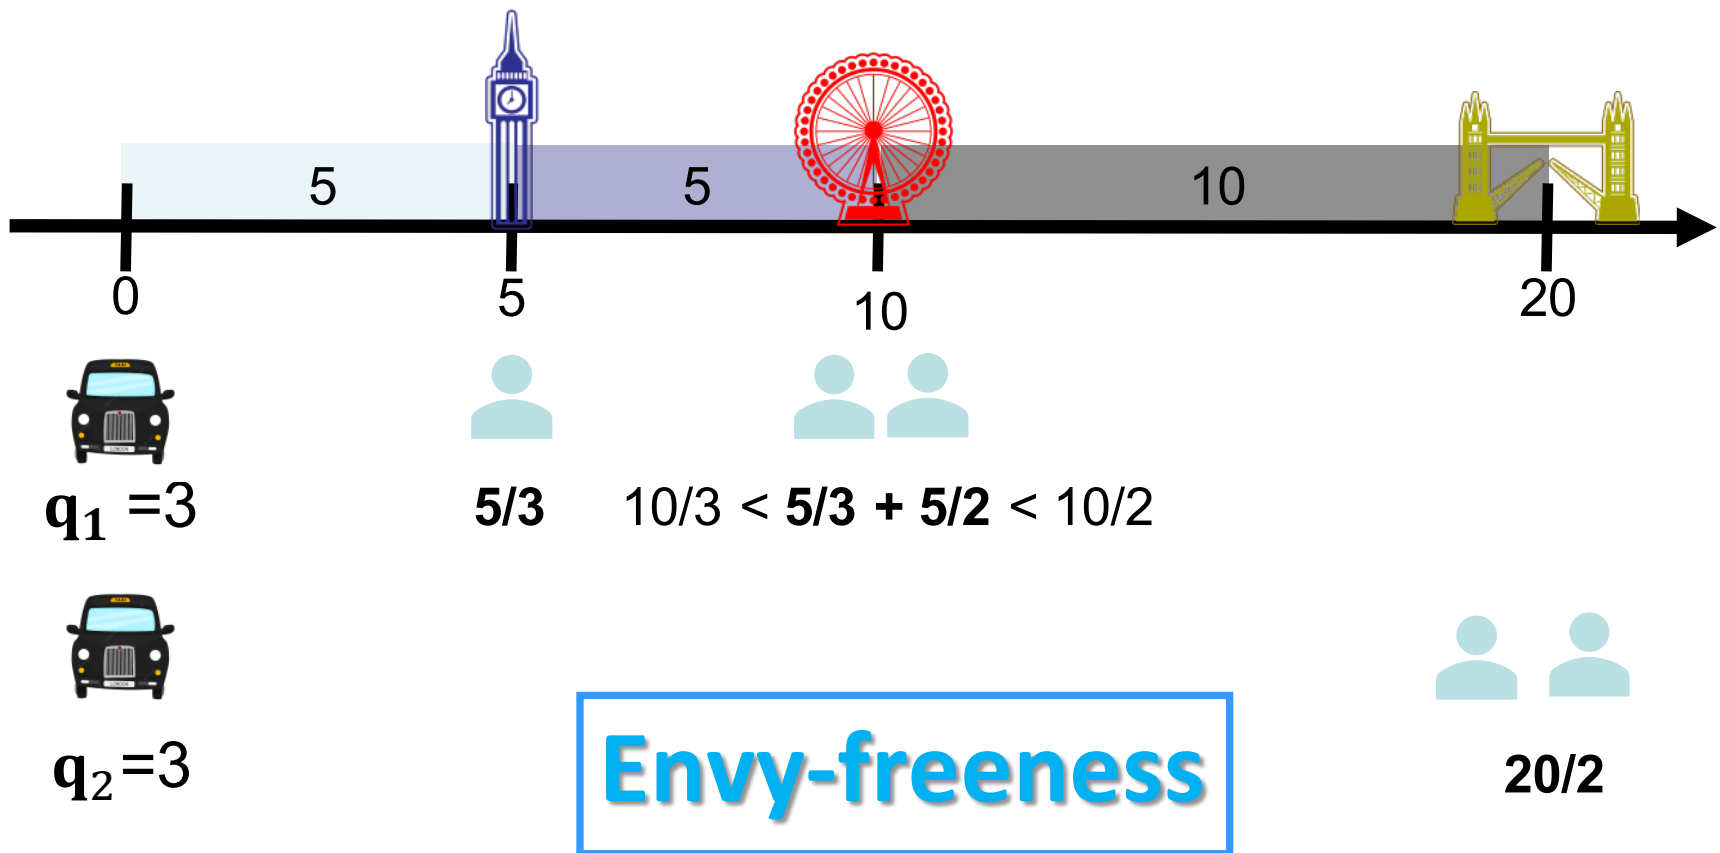 5 5 10
0 5 10 20
q₁ =3 5/3 10/3 < 5/3 + 5/2 < 10/2
q₂=3 20/2
Envy-freeness